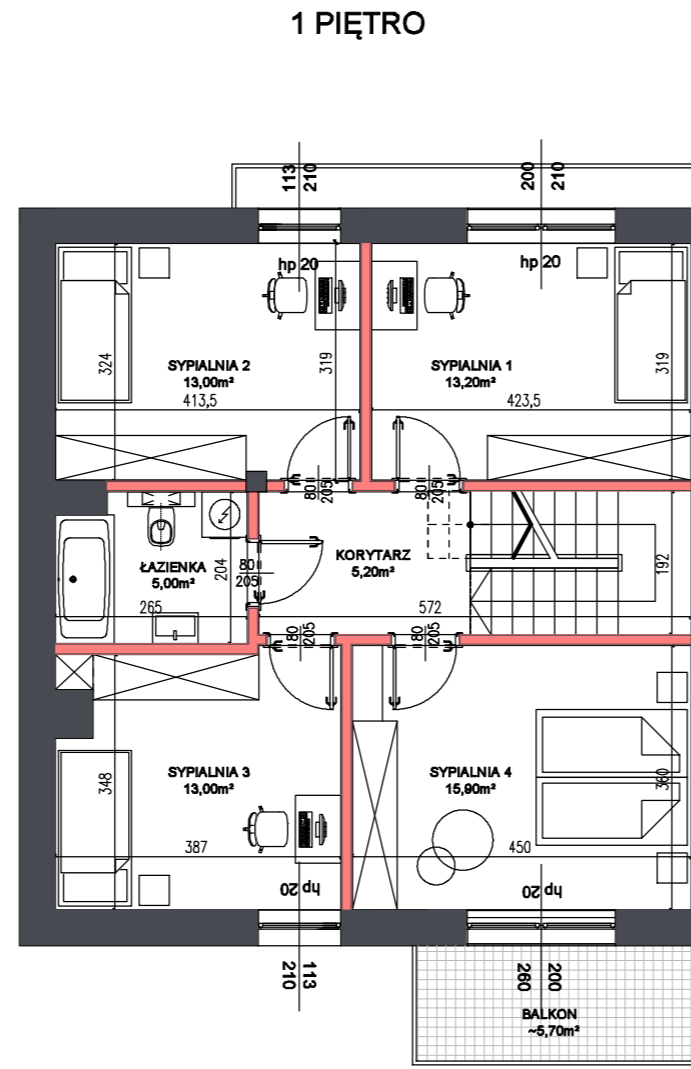 1 PIĘTRO
113
210
200
210
hp 20
hp 20
324
SYPIALNIA 2
13,00m²
413,5
319
SYPIALNIA 1
13,20m²
423,5
319
80
205
80
205
ŁAZIENKA
5,00m²
204
265
80
205
KORYTARZ
5,20m²
572
192
80
205
80
205
348
SYPIALNIA 3
13,00m²
387
SYPIALNIA 4
15,90m²
450
360
hp 20
hp 20
113
210
200
260
BALKON
~5,70m²